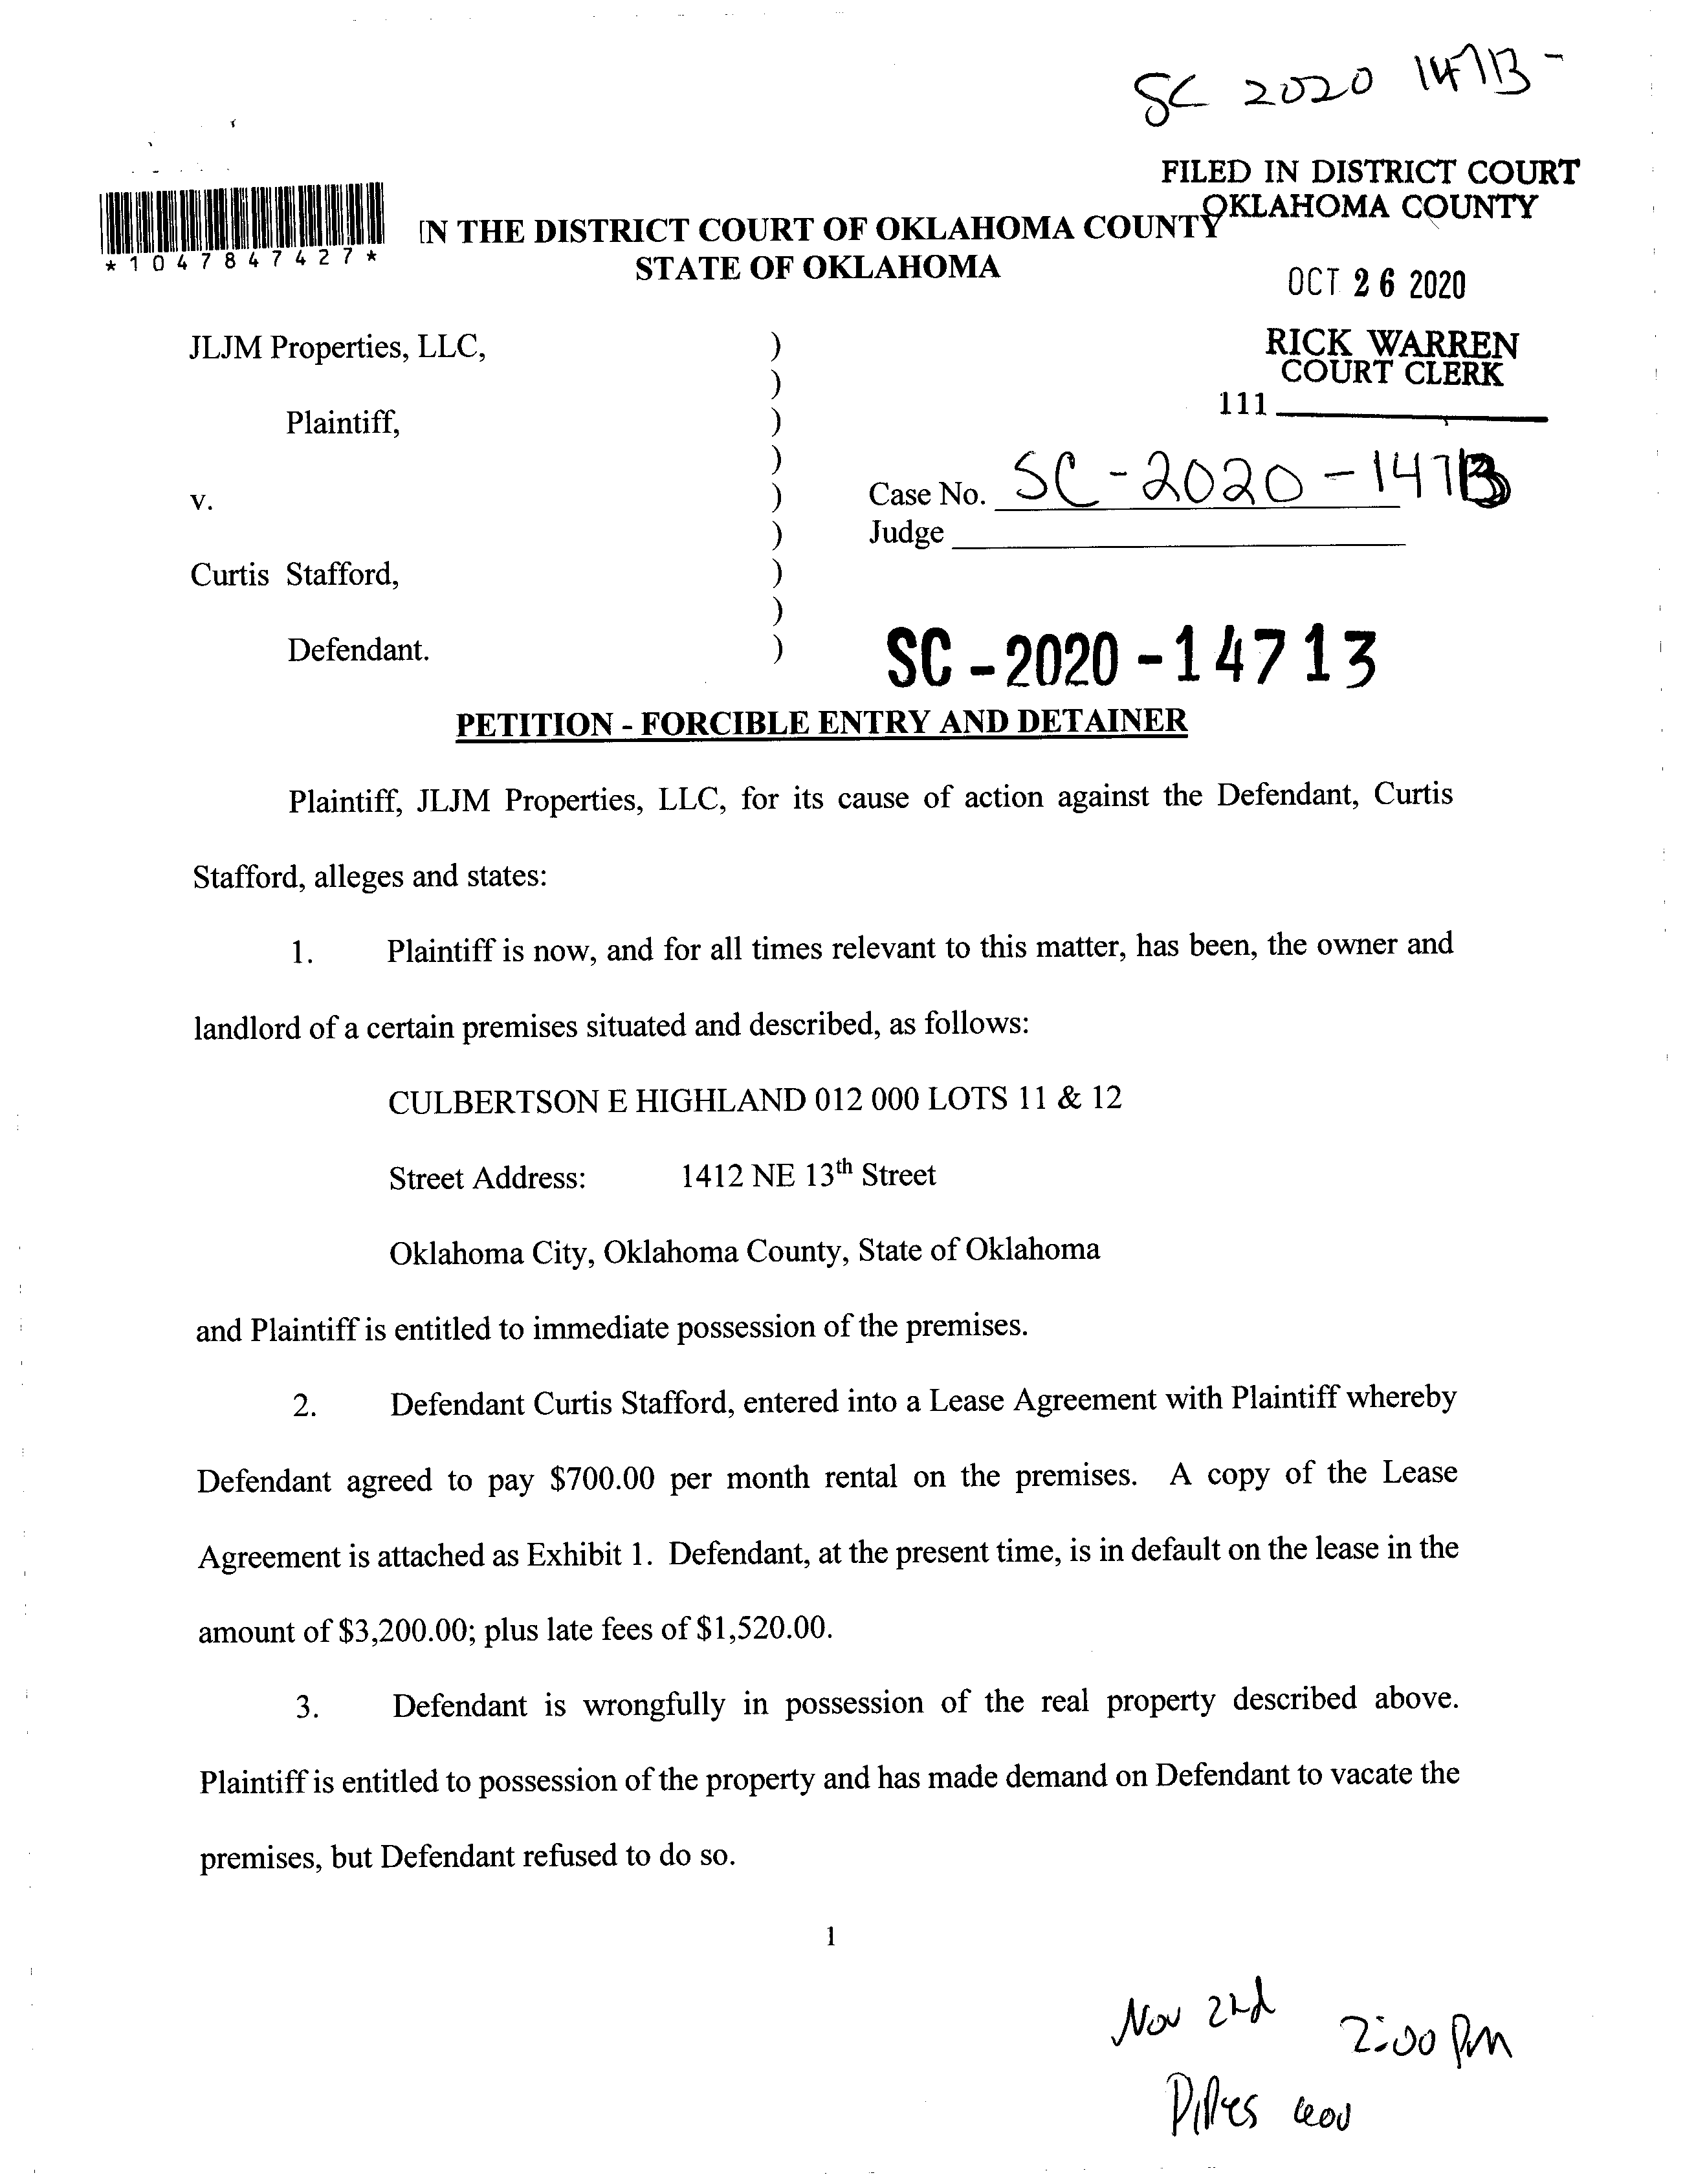 SC 2020 14713 -
FILED IN DISTRICT COURT
OKLAHOMA COUNTY
*1047847427*
IN THE DISTRICT COURT OF OKLAHOMA COUNTY
STATE OF OKLAHOMA
OCT 26 2020
RICK WARREN
COURT CLERK
111
JLJM Properties, LLC, )
)
Plaintiff, )
)
v. ) Case No. SC-2020-14713
) Judge
Curtis Stafford, )
)
Defendant. )
SC-2020-14713
PETITION - FORCIBLE ENTRY AND DETAINER
Plaintiff, JLJM Properties, LLC, for its cause of action against the Defendant, Curtis
Stafford, alleges and states:
1. Plaintiff is now, and for all times relevant to this matter, has been, the owner and
landlord of a certain premises situated and described, as follows:
CULBERTSON E HIGHLAND 012 000 LOTS 11 & 12
Street Address: 1412 NE 13th Street
Oklahoma City, Oklahoma County, State of Oklahoma
and Plaintiff is entitled to immediate possession of the premises.
2. Defendant Curtis Stafford, entered into a Lease Agreement with Plaintiff whereby
Defendant agreed to pay $700.00 per month rental on the premises. A copy of the Lease
Agreement is attached as Exhibit 1. Defendant, at the present time, is in default on the lease in the
amount of $3,200.00; plus late fees of $1,520.00.
3. Defendant is wrongfully in possession of the real property described above.
Plaintiff is entitled to possession of the property and has made demand on Defendant to vacate the
premises, but Defendant refused to do so.
1
Nov 2nd 2:00 PM